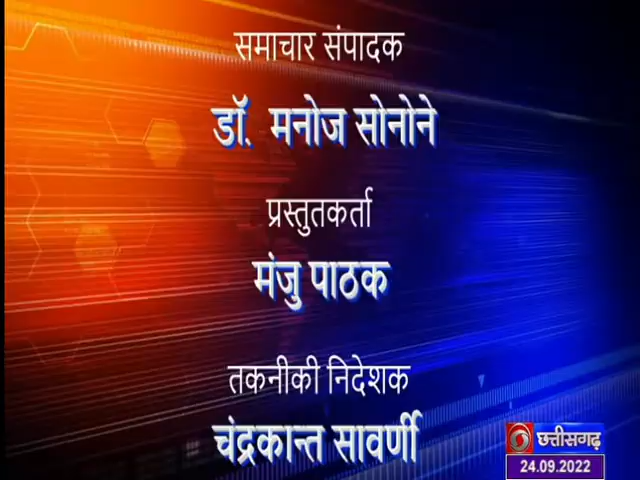 समाचार संपादक
डॉ. मनोज सोनोने
प्रस्तुतकर्ता
मंजु पाठक
तकनीकी निदेशक
चंद्रकान्त सावर्णी
छत्तीसगढ़
24.09.2022